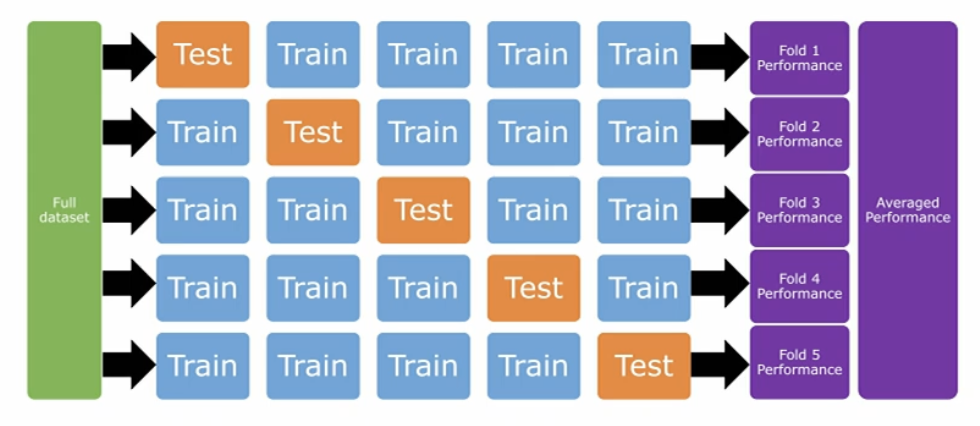 Test Train Train Train Train
Fold 1
Performance
Train Test Train Train Train
Fold 2
Performance
Full
dataset
Train Train Test Train Train
Fold 3
Performance
Averaged
Performance
Train Train Train Test Train
Fold 4
Performance
Train Train Train Train Test
Fold 5
Performance